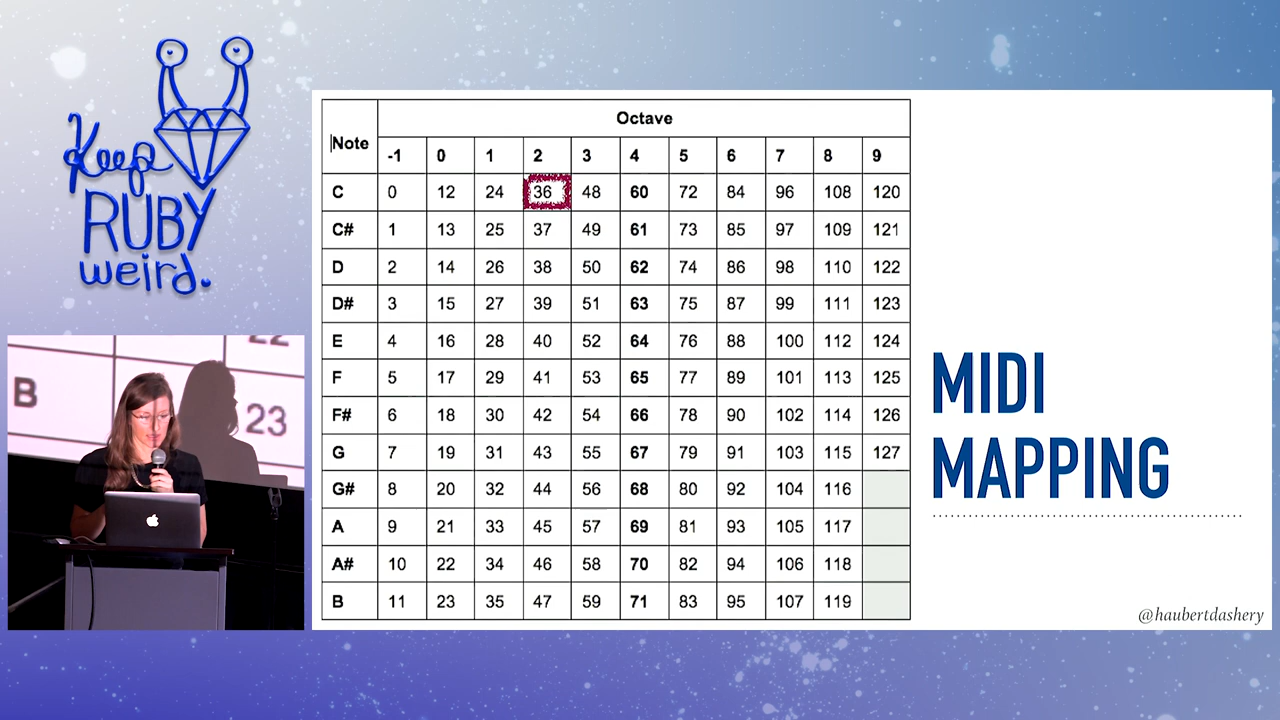 Keep
RUBY
weird.
B
22
23
Octave
Note
-1 0 1 2 3 4 5 6 7 8 9
C 0 12 24 36 48 60 72 84 96 108 120
C# 1 13 25 37 49 61 73 85 97 109 121
D 2 14 26 38 50 62 74 86 98 110 122
D# 3 15 27 39 51 63 75 87 99 111 123
E 4 16 28 40 52 64 76 88 100 112 124
F 5 17 29 41 53 65 77 89 101 113 125
F# 6 18 30 42 54 66 78 90 102 114 126
G 7 19 31 43 55 67 79 91 103 115 127
G# 8 20 32 44 56 68 80 92 104 116
A 9 21 33 45 57 69 81 93 105 117
A# 10 22 34 46 58 70 82 94 106 118
B 11 23 35 47 59 71 83 95 107 119
MIDI
MAPPING
@haubertdashery